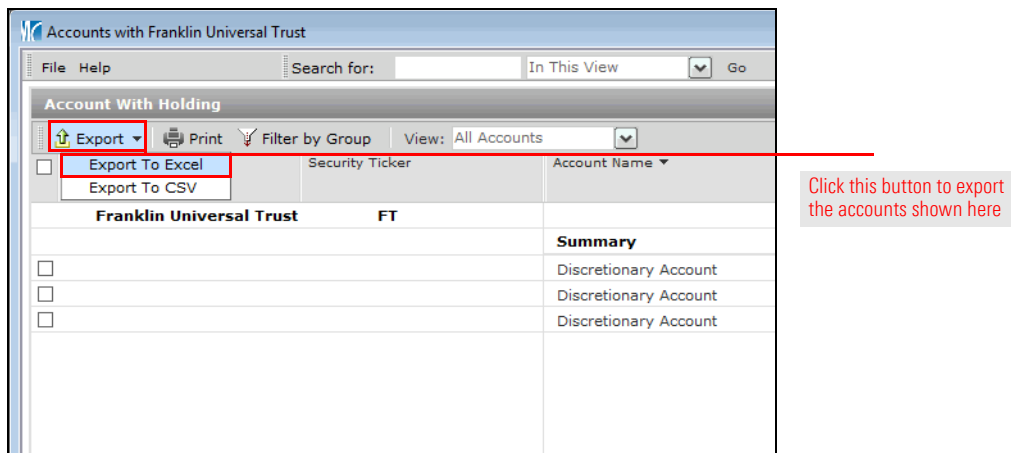 Accounts with Franklin Universal Trust
File Help Search for: In This View Go
Account With Holding
Export Print Filter by Group View: All Accounts
Export To Excel Security Ticker Account Name
Export To CSV
Franklin Universal Trust FT
Summary
Discretionary Account
Discretionary Account
Discretionary Account
Click this button to export
the accounts shown here